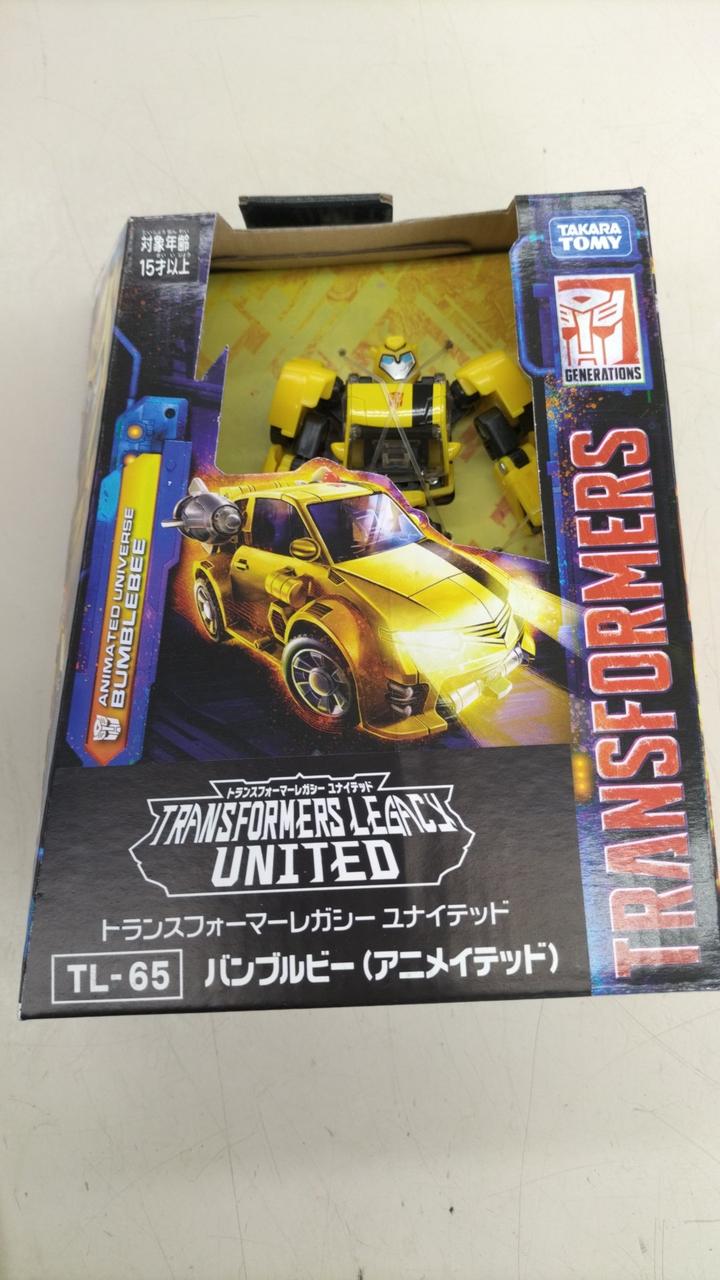 対象年齢
15才以上
TAKARA
TOMY
GENERATIONS
TRANSFORMERS
ANIMATED UNIVERSE
BUMBLEBEE
トランスフォーマーレガシー ユナイテッド
TRANSFORMERS LEGACY
UNITED
トランスフォーマーレガシー ユナイテッド
TL-65
バンブルビー（アニメイテッド）